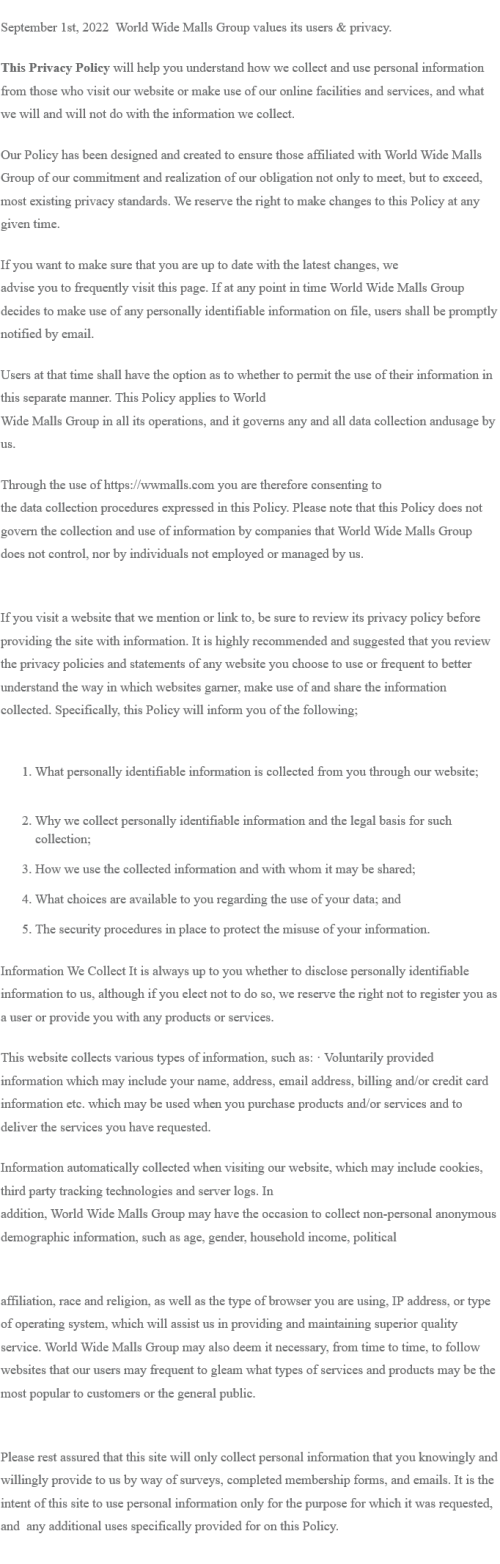 September 1st, 2022  World Wide Malls Group values its users & privacy.
This Privacy Policy will help you understand how we collect and use personal information
from those who visit our website or make use of our online facilities and services, and what
we will and will not do with the information we collect.
Our Policy has been designed and created to ensure those affiliated with World Wide Malls
Group of our commitment and realization of our obligation not only to meet, but to exceed,
most existing privacy standards. We reserve the right to make changes to this Policy at any
given time.
If you want to make sure that you are up to date with the latest changes, we
advise you to frequently visit this page. If at any point in time World Wide Malls Group
decides to make use of any personally identifiable information on file, users shall be promptly
notified by email.
Users at that time shall have the option as to whether to permit the use of their information in
this separate manner. This Policy applies to World
Wide Malls Group in all its operations, and it governs any and all data collection andusage by
us.
Through the use of https://wwmalls.com you are therefore consenting to
the data collection procedures expressed in this Policy. Please note that this Policy does not
govern the collection and use of information by companies that World Wide Malls Group
does not control, nor by individuals not employed or managed by us.
If you visit a website that we mention or link to, be sure to review its privacy policy before
providing the site with information. It is highly recommended and suggested that you review
the privacy policies and statements of any website you choose to use or frequent to better
understand the way in which websites garner, make use of and share the information
collected. Specifically, this Policy will inform you of the following;
1. What personally identifiable information is collected from you through our website;
2. Why we collect personally identifiable information and the legal basis for such
collection;
3. How we use the collected information and with whom it may be shared;
4. What choices are available to you regarding the use of your data; and
5. The security procedures in place to protect the misuse of your information.
Information We Collect It is always up to you whether to disclose personally identifiable
information to us, although if you elect not to do so, we reserve the right not to register you as
a user or provide you with any products or services.
This website collects various types of information, such as: · Voluntarily provided
information which may include your name, address, email address, billing and/or credit card
information etc. which may be used when you purchase products and/or services and to
deliver the services you have requested.
Information automatically collected when visiting our website, which may include cookies,
third party tracking technologies and server logs. In
addition, World Wide Malls Group may have the occasion to collect non-personal anonymous
demographic information, such as age, gender, household income, political
affiliation, race and religion, as well as the type of browser you are using, IP address, or type
of operating system, which will assist us in providing and maintaining superior quality
service. World Wide Malls Group may also deem it necessary, from time to time, to follow
websites that our users may frequent to gleam what types of services and products may be the
most popular to customers or the general public.
Please rest assured that this site will only collect personal information that you knowingly and
willingly provide to us by way of surveys, completed membership forms, and emails. It is the
intent of this site to use personal information only for the purpose for which it was requested,
and  any additional uses specifically provided for on this Policy.